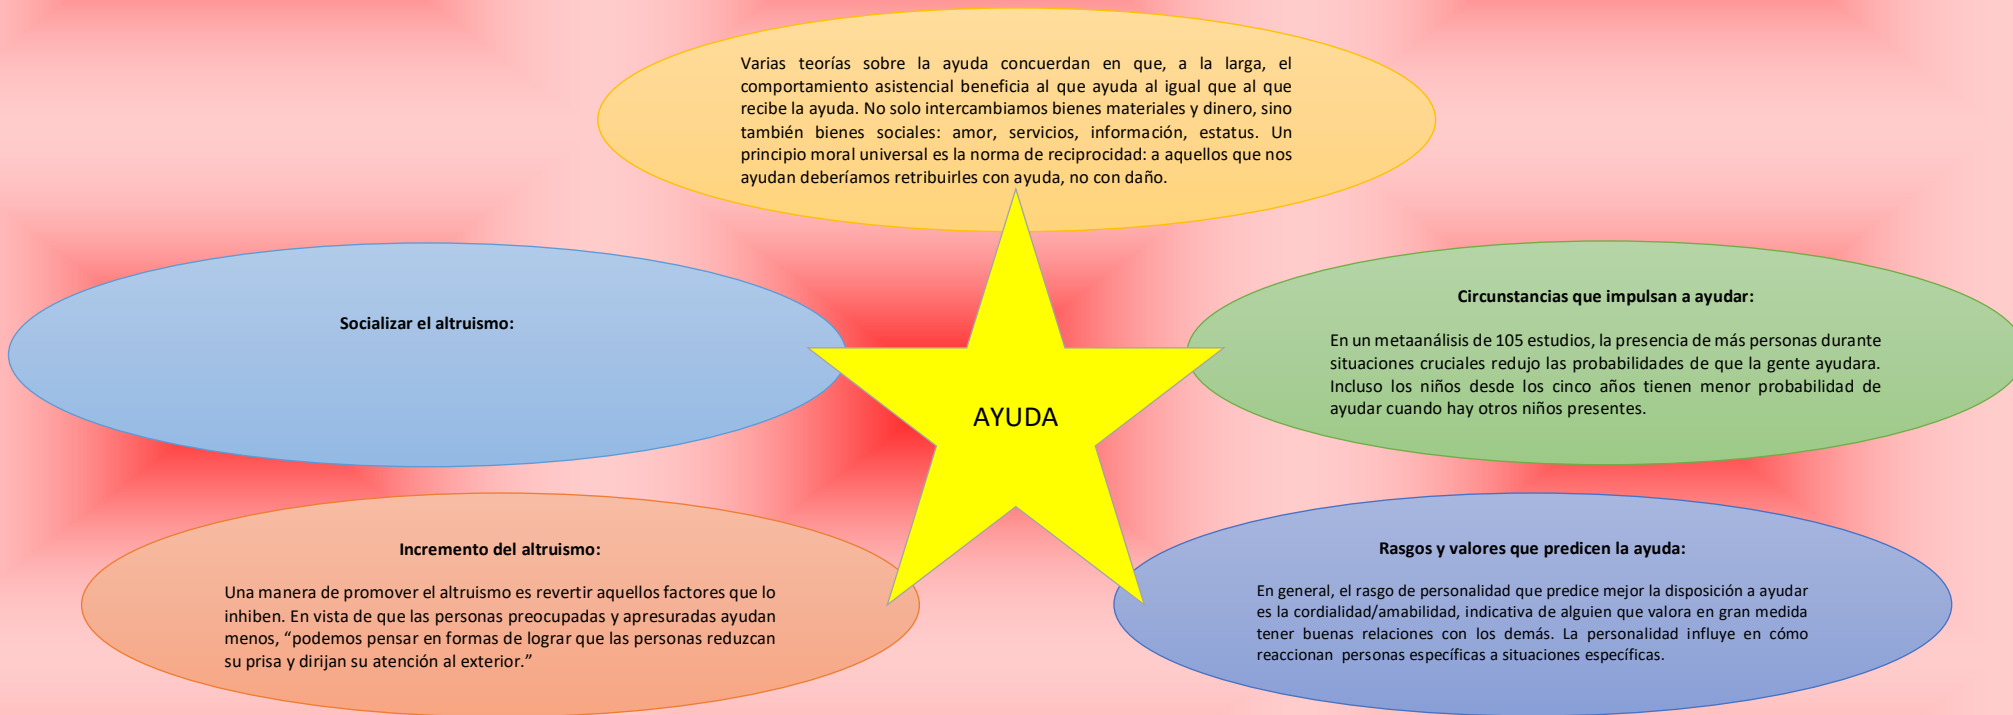 Varias teorías sobre la ayuda concuerdan en que, a la larga, el
comportamiento asistencial beneficia al que ayuda al igual que al que
recibe la ayuda. No solo intercambiamos bienes materiales y dinero, sino
también bienes sociales: amor, servicios, información, estatus. Un
principio moral universal es la norma de reciprocidad: a aquellos que nos
ayudan deberíamos retribuirles con ayuda, no con daño.
Socializar el altruismo:
Circunstancias que impulsan a ayudar:
En un metaanálisis de 105 estudios, la presencia de más personas durante
situaciones cruciales redujo las probabilidades de que la gente ayudara.
Incluso los niños desde los cinco años tienen menor probabilidad de
ayudar cuando hay otros niños presentes.
AYUDA
Incremento del altruismo:
Una manera de promover el altruismo es revertir aquellos factores que lo
inhiben. En vista de que las personas preocupadas y apresuradas ayudan
menos, “podemos pensar en formas de lograr que las personas reduzcan
su prisa y dirijan su atención al exterior.”
Rasgos y valores que predicen la ayuda:
En general, el rasgo de personalidad que predice mejor la disposición a ayudar
es la cordialidad/amabilidad, indicativa de alguien que valora en gran medida
tener buenas relaciones con los demás. La personalidad influye en cómo
reaccionan personas específicas a situaciones específicas.